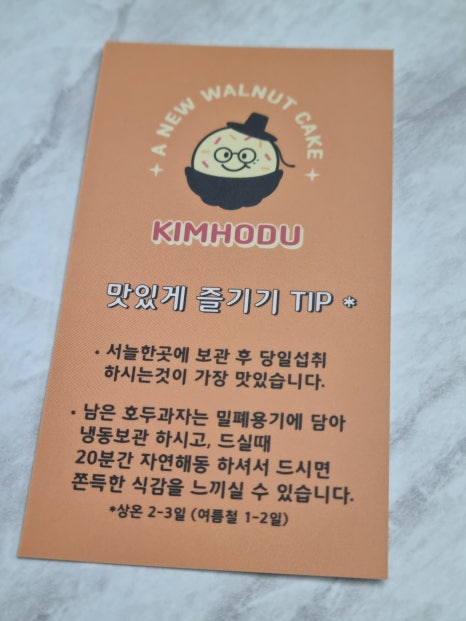 A NEW WALNUT CAKE
KIMHODU
맛있게 즐기기 TIP *
• 서늘한곳에 보관 후 당일섭취
하시는것이 가장 맛있습니다.
• 남은 호두과자는 밀폐용기에 담아
냉동보관 하시고, 드실때
20분간 자연해동 하셔서 드시면
쫀득한 식감을 느끼실 수 있습니다.
*상온 2-3일 (여름철 1-2일)